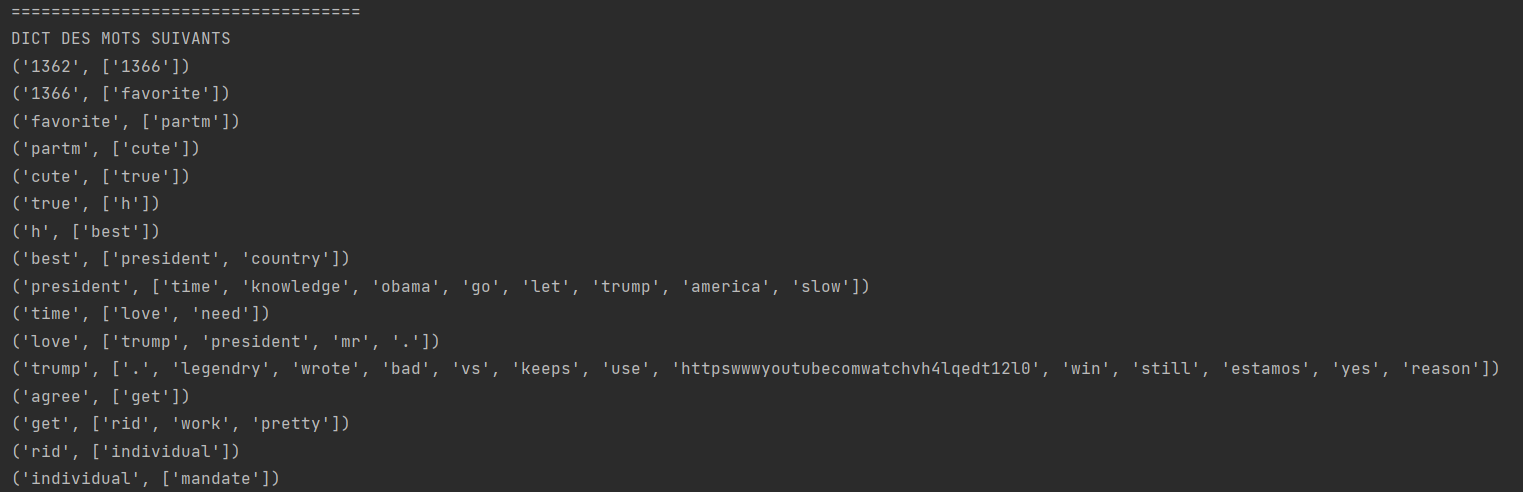 ===================================
DICT DES MOTS SUIVANTS
('1362', ['1366'])
('1366', ['favorite'])
('favorite', ['partm'])
('partm', ['cute'])
('cute', ['true'])
('true', ['h'])
('h', ['best'])
('best', ['president', 'country'])
('president', ['time', 'knowledge', 'obama', 'go', 'let', 'trump', 'america', 'slow'])
('time', ['love', 'need'])
('love', ['trump', 'president', 'mr', '.'])
('trump', ['.', 'legendry', 'wrote', 'bad', 'vs', 'keeps', 'use', 'httpswwwyoutubecomwatchvh4lqedt12l0', 'win', 'still', 'estamos', 'yes', 'reason'])
('agree', ['get'])
('get', ['rid', 'work', 'pretty'])
('rid', ['individual'])
('individual', ['mandate'])